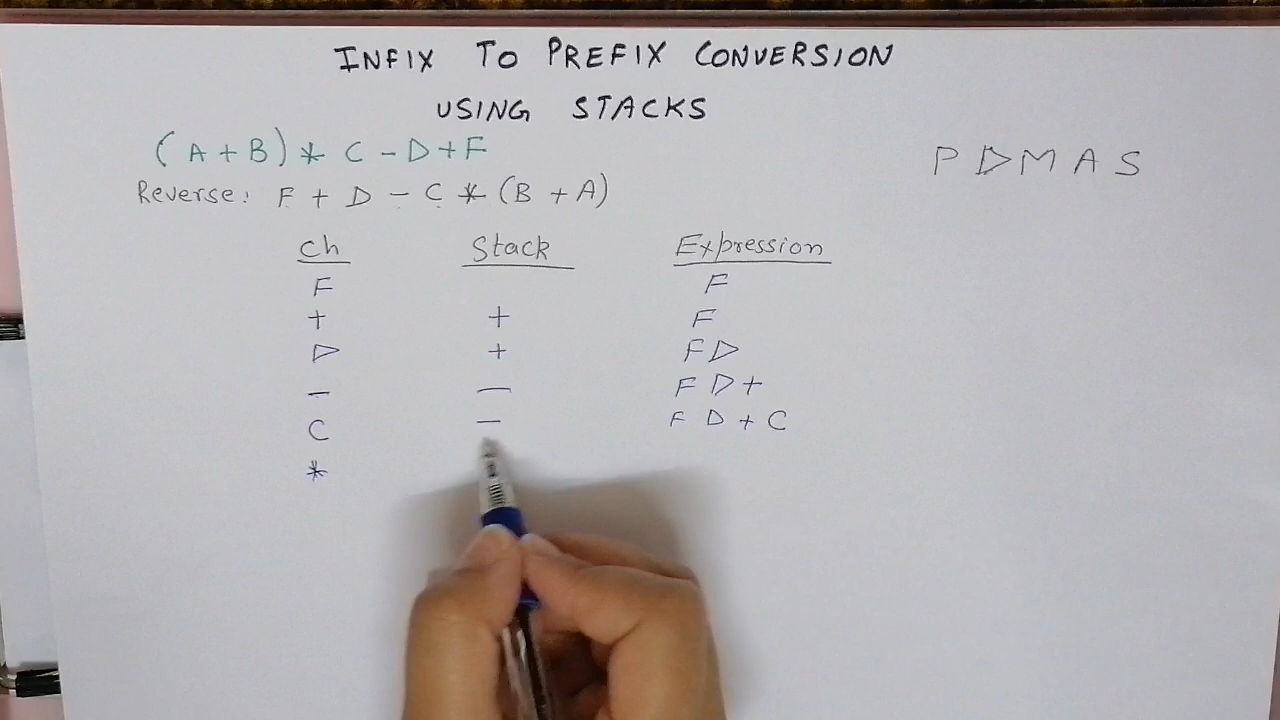 INFIX TO PREFIX CONVERSION
USING STACKS
(A+B)* C-D+F
PDMAS
Reverse: F + D - C * (B + A)
Ch Stack Expression
F F
+ + F
D + FD
- - FD+
C - FD+C
*